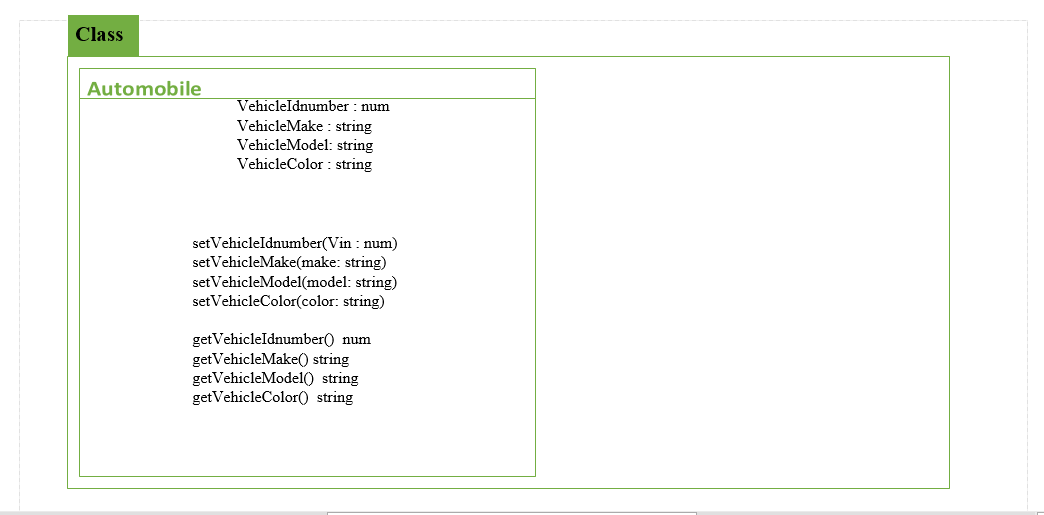 Class
Automobile
VehicleIdnumber : num
VehicleMake : string
VehicleModel: string
VehicleColor : string
setVehicleIdnumber(Vin : num)
setVehicleMake(make: string)
setVehicleModel(model: string)
setVehicleColor(color: string)
getVehicleIdnumber()  num
getVehicleMake() string
getVehicleModel()  string
getVehicleColor()  string